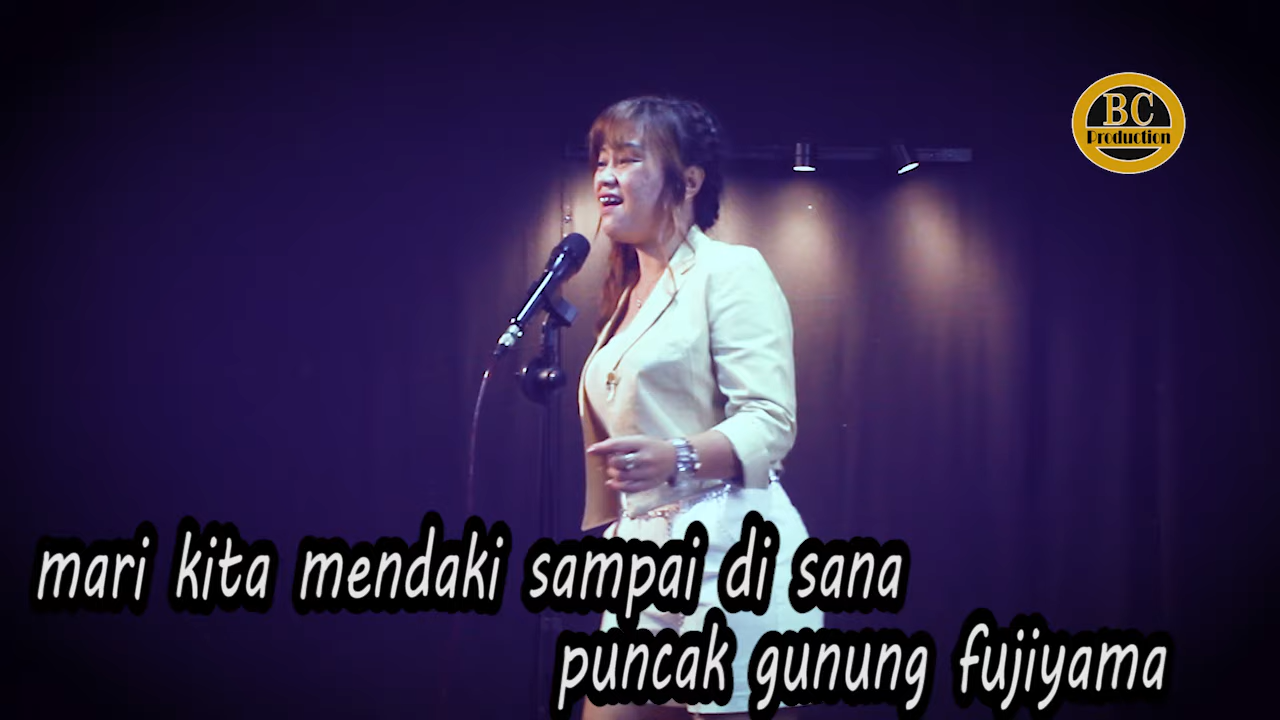 BC
Production
mari kita mendaki sampai di sana
puncak gunung fujiyama